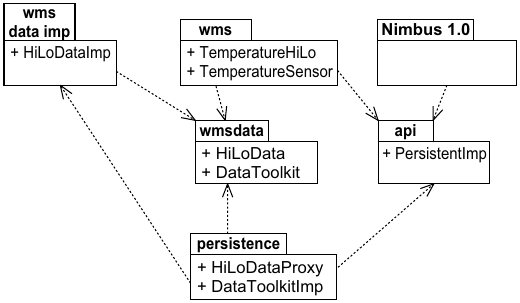 wms
data imp
+ HiLoDataImp
wms
+ TemperatureHiLo
+ TemperatureSensor
Nimbus 1.0
wmsdata
+ HiLoData
+ DataToolkit
api
+ PersistentImp
persistence
+ HiLoDataProxy
+ DataToolkitImp